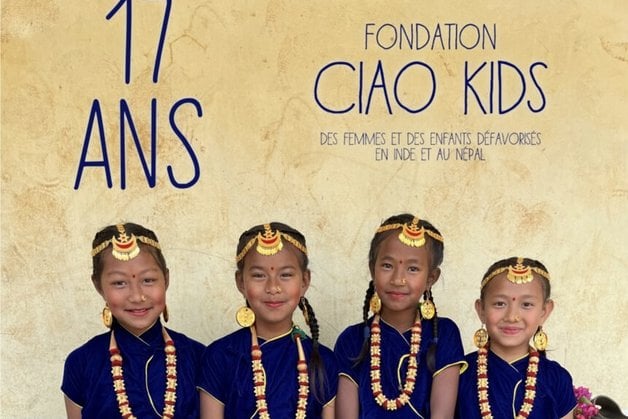 17
ANS
FONDATION
CIAO KIDS
DES FEMMES ET DES ENFANTS DÉFAVORISÉS
EN INDE ET AU NÉPAL